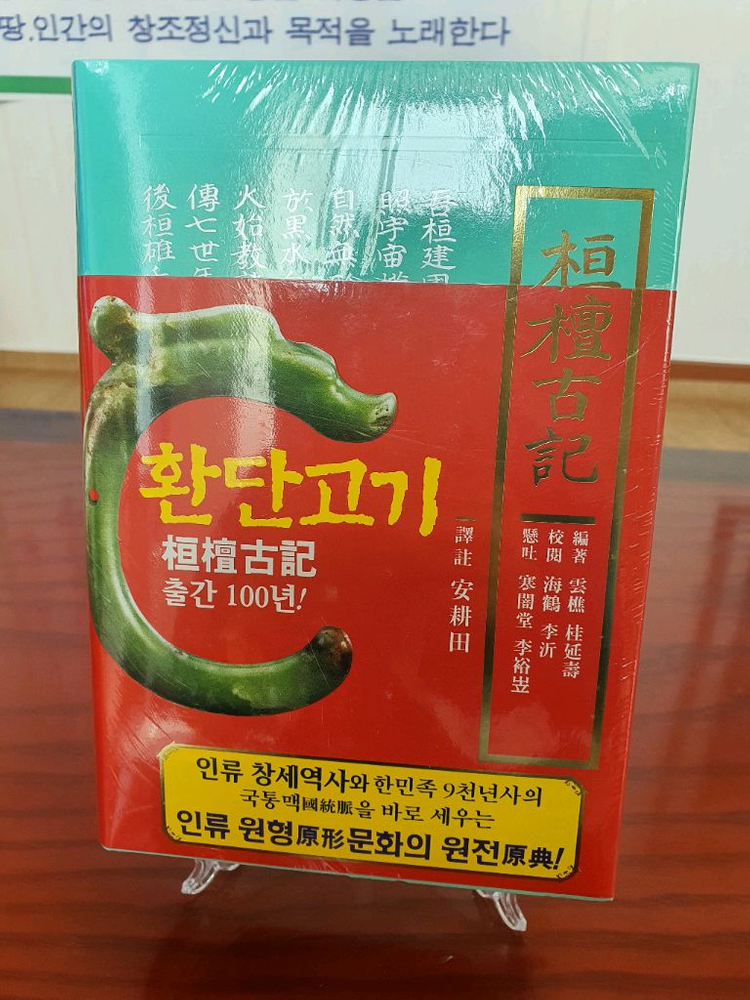 땅.인간의 창조정신과 목적을 노래한다
吾桓建國
昭宇宙
自然無
於黑水
火始教
傳七世
後桓雄
桓檀古記
編著 雲樵 桂延壽
校閱 海鶴 李沂
懸吐 寒闇堂 李裕岦
환단고기
桓檀古記
출간 100년!
譯註 安耕田
인류 창세역사와 한민족 9천년사의
국통맥國統脈을 바로 세우는
인류 원형原形문화의 원전原典!